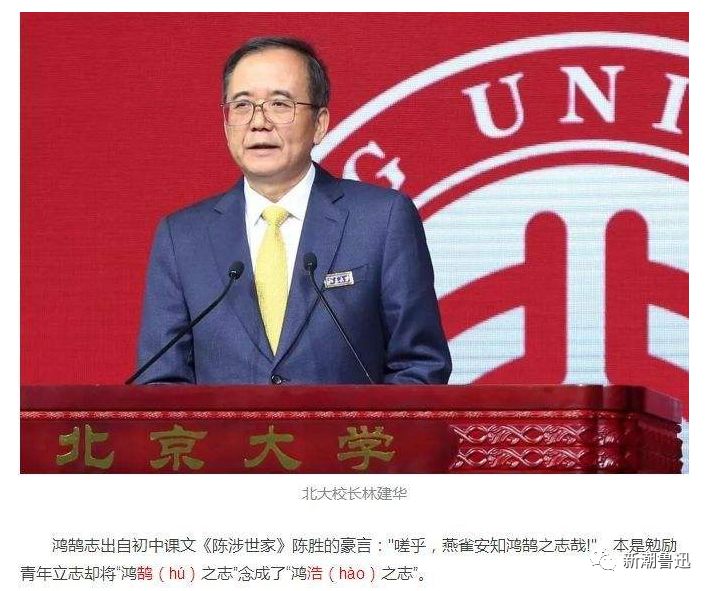 G UNI
北京大学
北大校长林建华
鸿鹄志出自初中课文《陈涉世家》陈胜的豪言："嗟乎，燕雀安知鸿鹄之志哉!"，本是勉励
青年立志却将“鸿鹄（hú）之志”念成了“鸿浩（hào）之志”。
新潮鲁迅